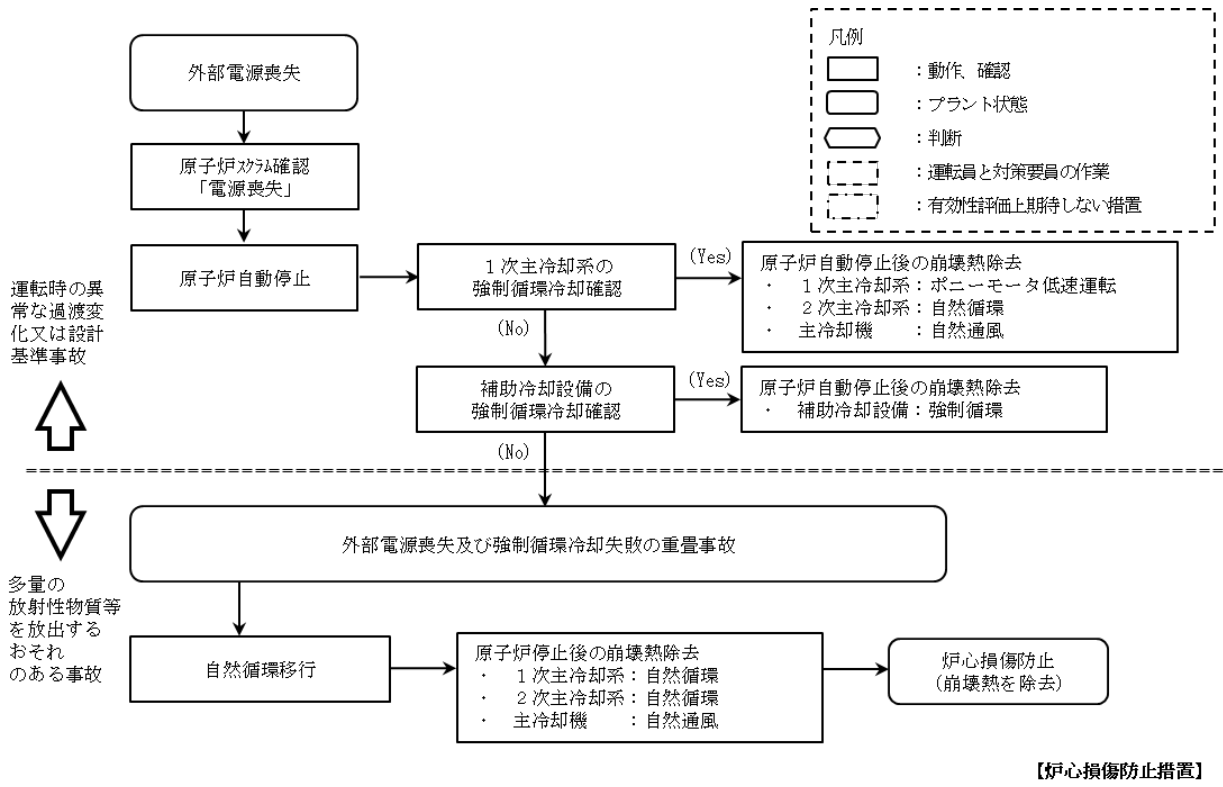 外部電源喪失
原子炉スクラム確認
「電源喪失」
原子炉自動停止
1次主冷却系の
強制循環冷却確認
(Yes)
原子炉自動停止後の崩壊熱除去
・ 1次主冷却系：ポニーモータ低速運転
・ 2次主冷却系：自然循環
・ 主冷却機 ：自然通風
(No)
補助冷却設備の
強制循環冷却確認
(Yes)
原子炉自動停止後の崩壊熱除去
・ 補助冷却設備：強制循環
(No)
凡例
：動作、確認
：プラント状態
：判断
：運転員と対策要員の作業
：有効性評価上期待しない措置
運転時の異
常な過渡変
化又は設計
基準事故
多量の
放射性物質等
を放出する
おそれ
のある事故
外部電源喪失及び強制循環冷却失敗の重畳事故
自然循環移行
原子炉停止後の崩壊熱除去
・ 1次主冷却系：自然循環
・ 2次主冷却系：自然循環
・ 主冷却機 ：自然通風
炉心損傷防止
(崩壊熱を除去)
【炉心損傷防止措置】